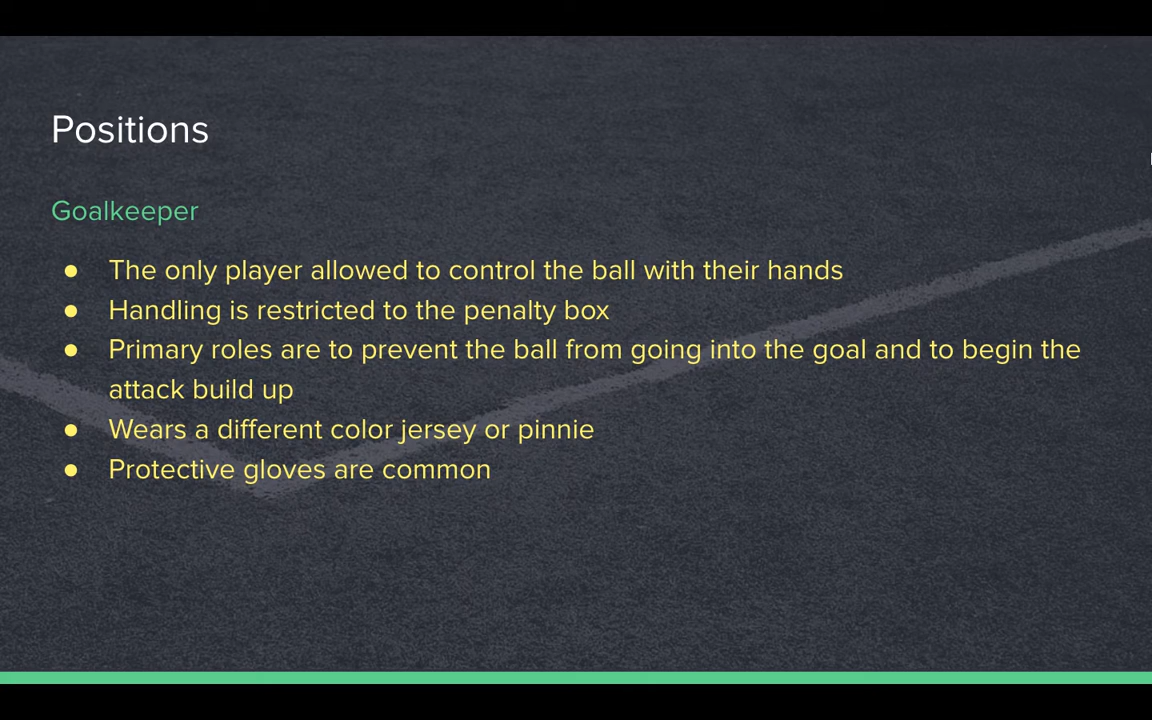 Positions
Goalkeeper
● The only player allowed to control the ball with their hands
● Handling is restricted to the penalty box
● Primary roles are to prevent the ball from going into the goal and to begin the
attack build up
● Wears a different color jersey or pinnie
● Protective gloves are common